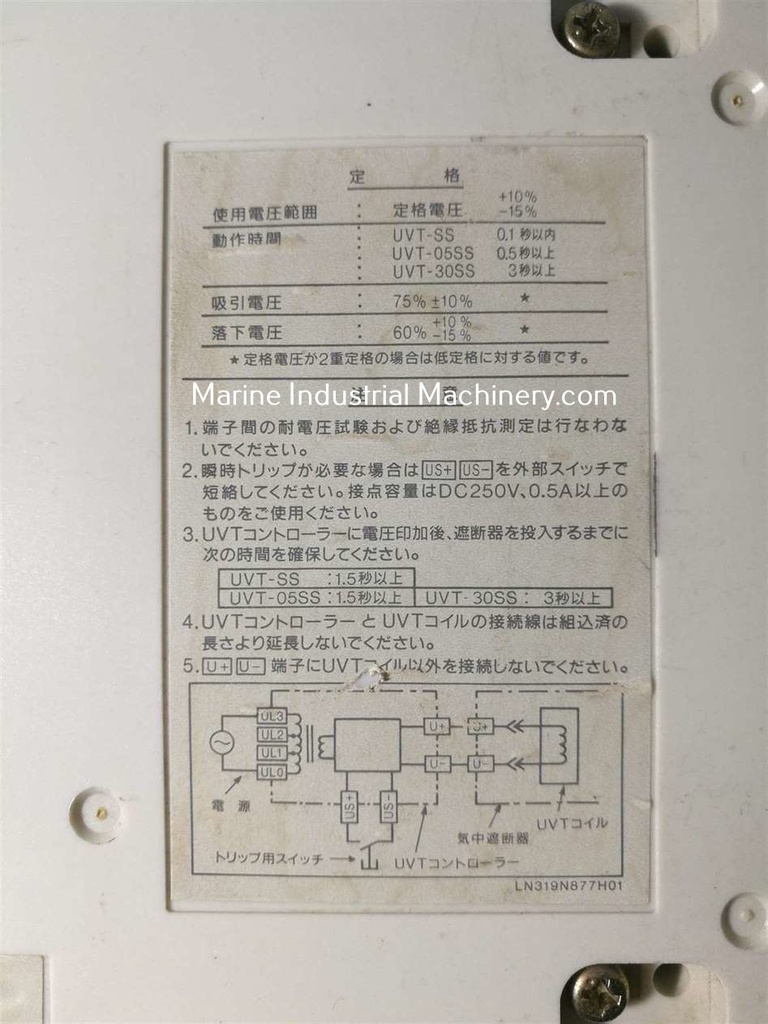 定格
使用電圧範囲 : 定格電圧 +10% −15%
動作時間 : UVT-SS 0.1秒以内
: UVT-05SS 0.5秒以上
: UVT-30SS 3秒以上
吸引電圧 : 75% ±10% ★
落下電圧 : 60% +10% −15% ★
★定格電圧が2重定格の場合は低定格に対する値です。
注意
Marine Industrial Machinery.com
1.端子間の耐電圧試験および絶縁抵抗測定は行なわな
いでください。
2.瞬時トリップが必要な場合は US+ US- を外部スイッチで
短絡してください。接点容量はDC250V、0.5A以上の
ものをご使用ください。
3.UVTコントローラーに電圧印加後、遮断器を投入するまでに
次の時間を確保してください。
UVT-SS :1.5秒以上
UVT-05SS :1.5秒以上 UVT-30SS : 3秒以上
4.UVTコントローラー と UVTコイルの接続線は組込済の
長さより延長しないでください。
5. U+ U- 端子にUVTコイル以外を接続しないでください。
UL3
UL2
UL1
UL0
U+ U+
U- U-
US+ US-
電源
気中遮断器
UVTコイル
トリップ用スイッチ
UVTコントローラー
LN319N877H01